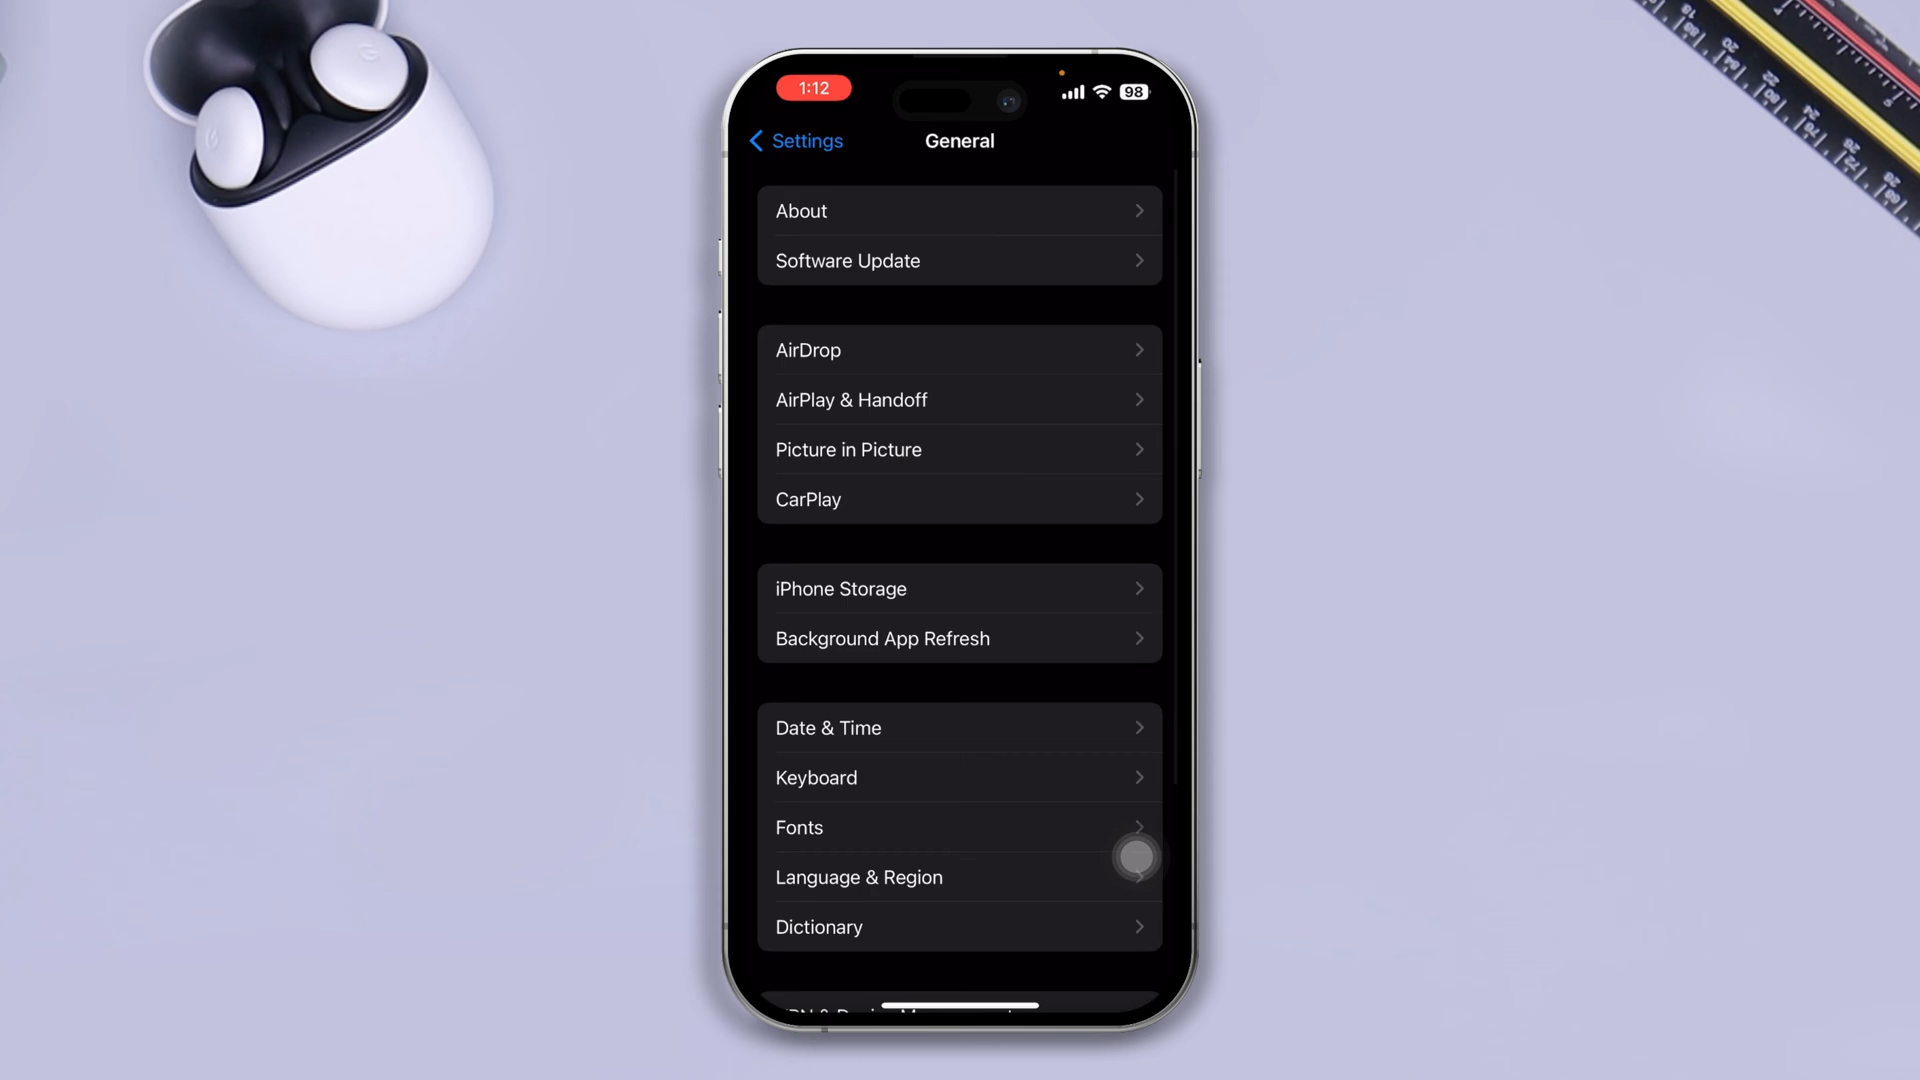 1:12
98
Settings
General
About
Software Update
AirDrop
AirPlay & Handoff
Picture in Picture
CarPlay
iPhone Storage
Background App Refresh
Date & Time
Keyboard
Fonts
Language & Region
Dictionary